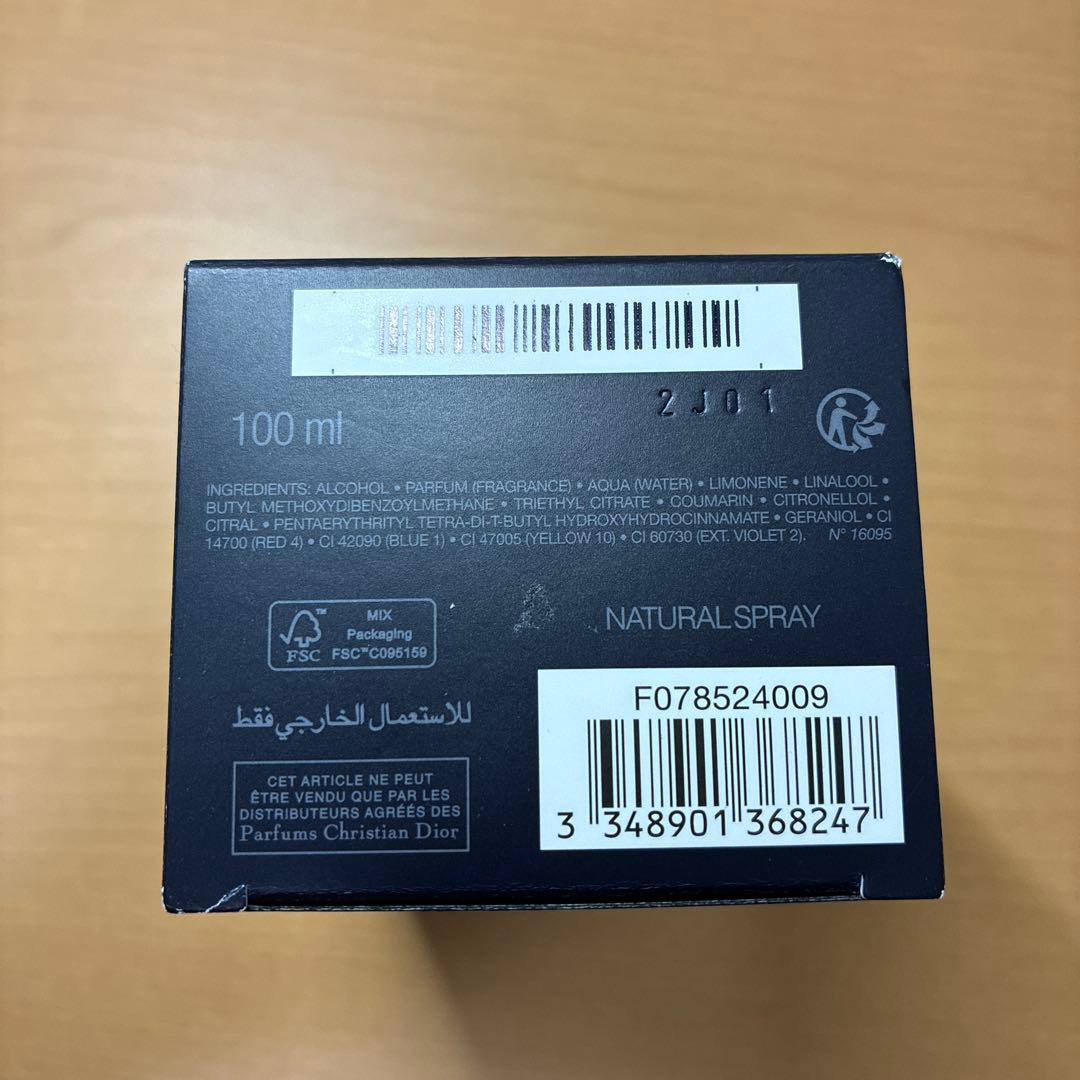 2J01
100 ml
INGREDIENTS: ALCOHOL • PARFUM (FRAGRANCE) • AQUA (WATER) • LIMONENE • LINALOOL •
BUTYL METHOXYDIBENZOYLMETHANE • TRIETHYL CITRATE • COUMARIN • CITRONELLOL •
CITRAL • PENTAERYTHRITYL TETRA-DI-T-BUTYL HYDROXYHYDROCINNAMATE • GERANIOL • CI
14700 (RED 4) • CI 42090 (BLUE 1) • CI 47005 (YELLOW 10) • CI 60730 (EXT. VIOLET 2). N° 16095
FSC™
MIX
Packaging
FSC™ C095159
NATURAL SPRAY
للاستعمال الخارجي فقط
CET ARTICLE NE PEUT
ÊTRE VENDU QUE PAR LES
DISTRIBUTEURS AGRÉÉS DES
Parfums Christian Dior
F078524009
3 348901 368247